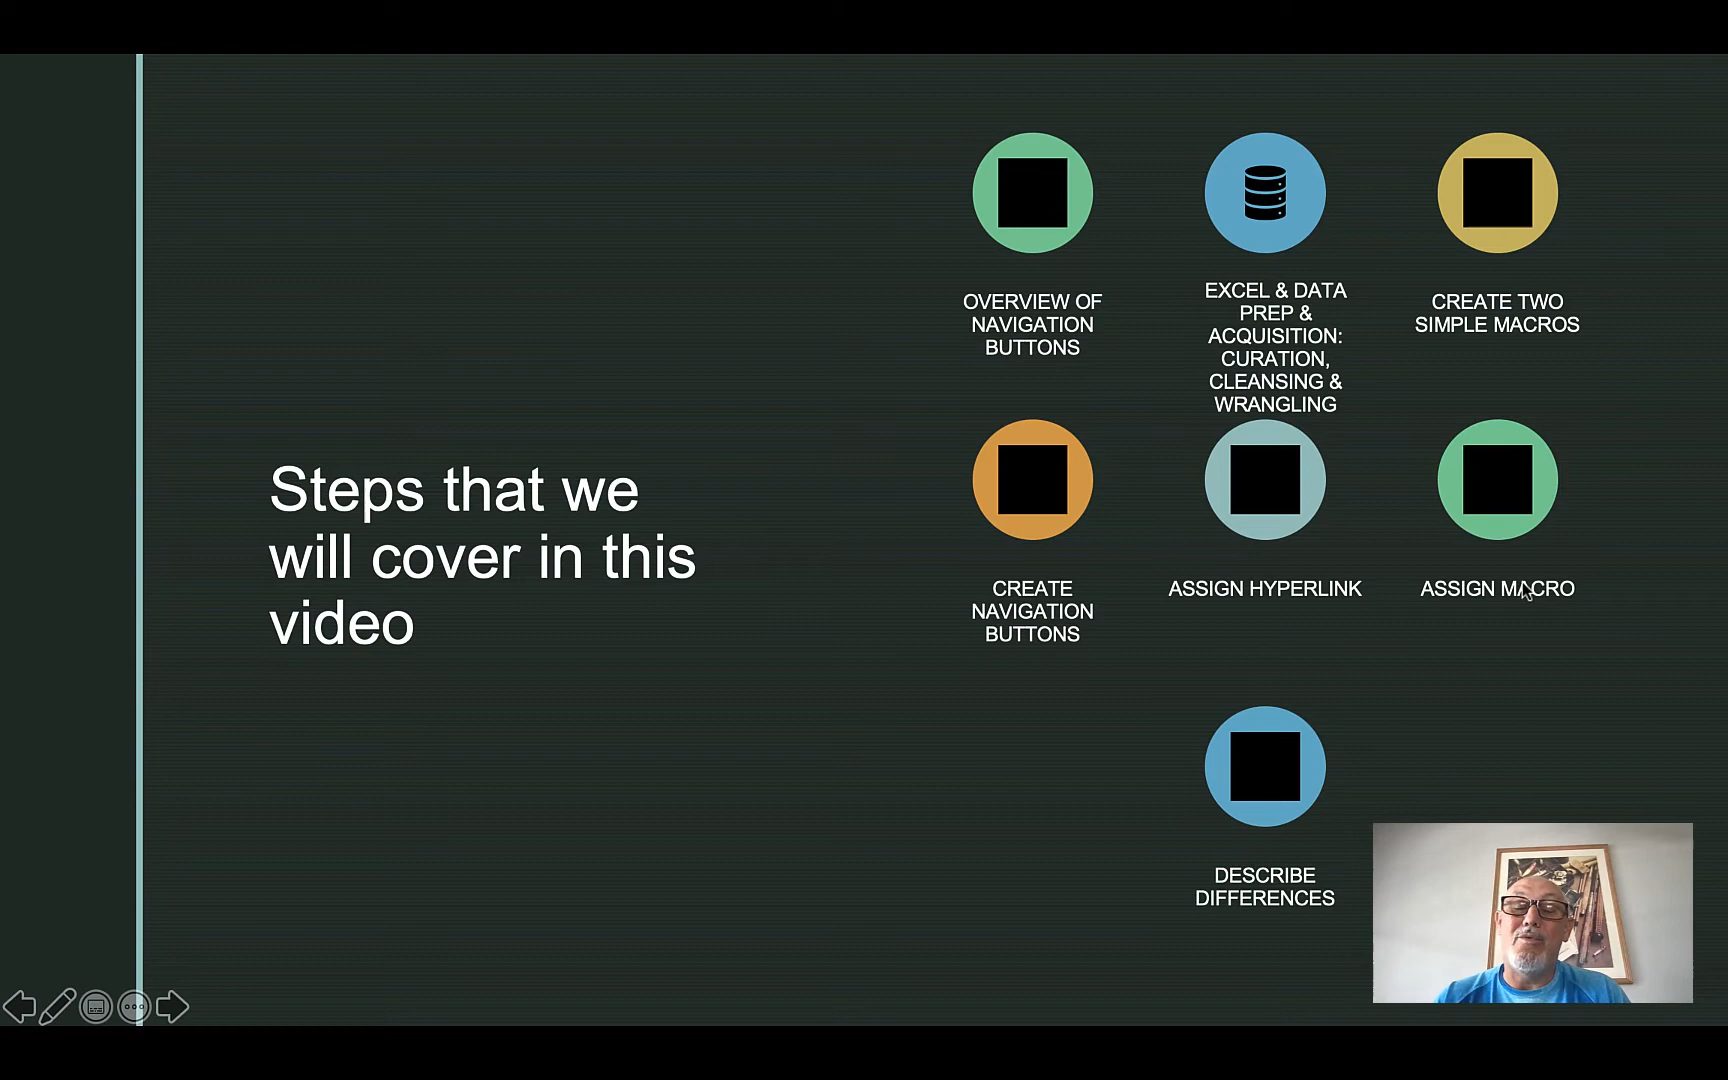 Steps that we
will cover in this
video
OVERVIEW OF
NAVIGATION
BUTTONS
EXCEL & DATA
PREP &
ACQUISITION:
CURATION,
CLEANSING &
WRANGLING
CREATE TWO
SIMPLE MACROS
CREATE
NAVIGATION
BUTTONS
ASSIGN HYPERLINK
ASSIGN MACRO
DESCRIBE
DIFFERENCES